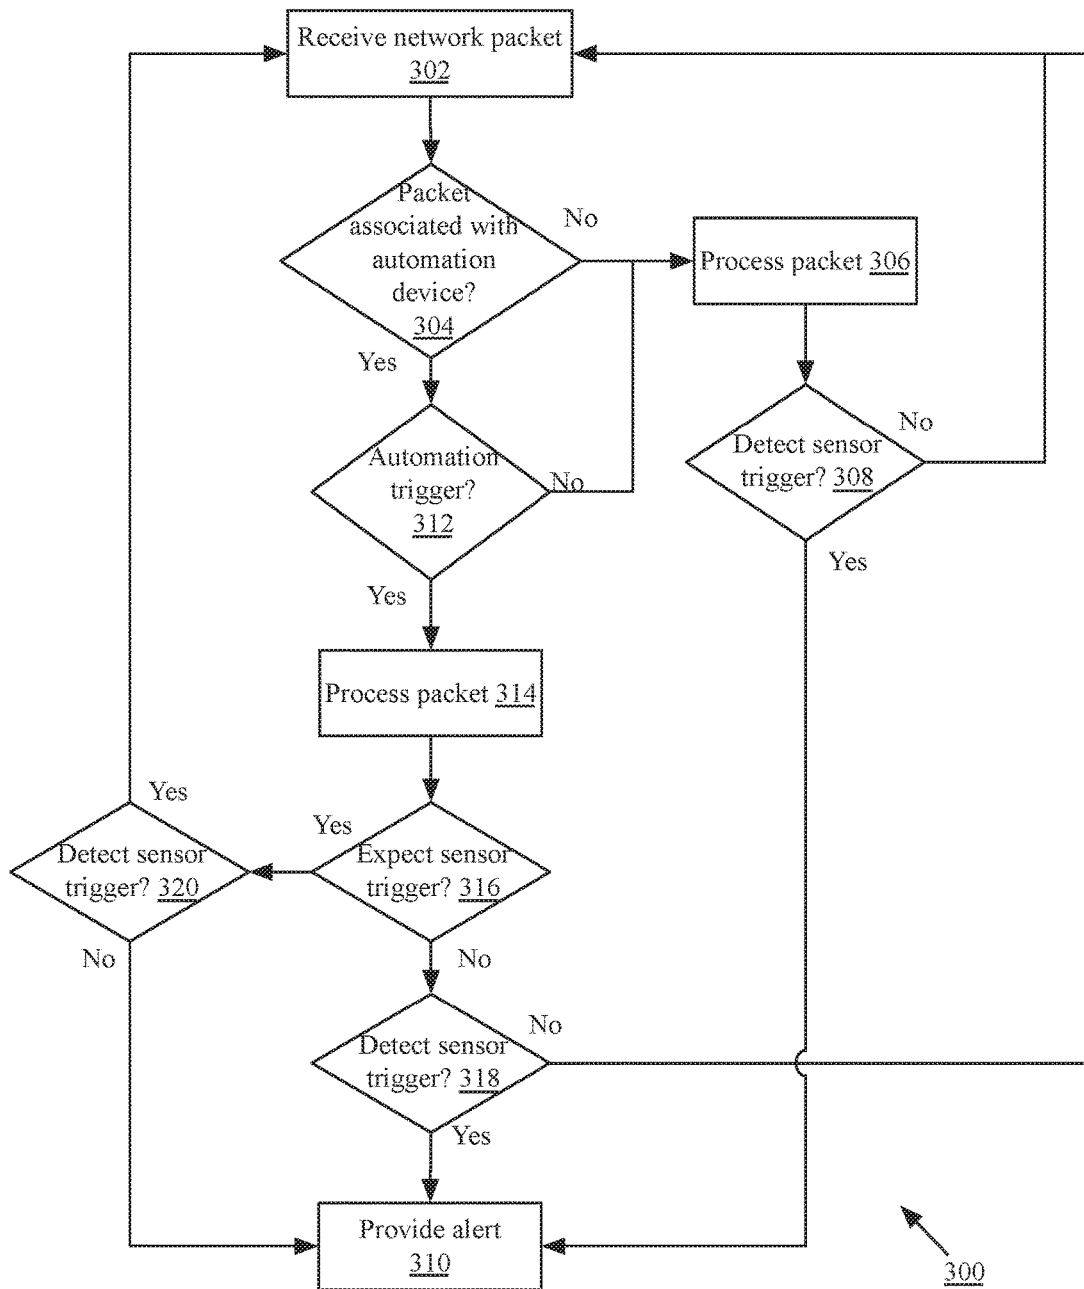 Receive network packet
302
Packet
associated with
automation
device?
304
No
Process packet 306
Yes
Automation
trigger?
312
No
Detect sensor
trigger? 308
No
Yes
Yes
Process packet 314
Yes
Detect sensor
trigger? 320
Yes
Expect sensor
trigger? 316
No
No
Detect sensor
trigger? 318
No
Yes
Provide alert
310
300